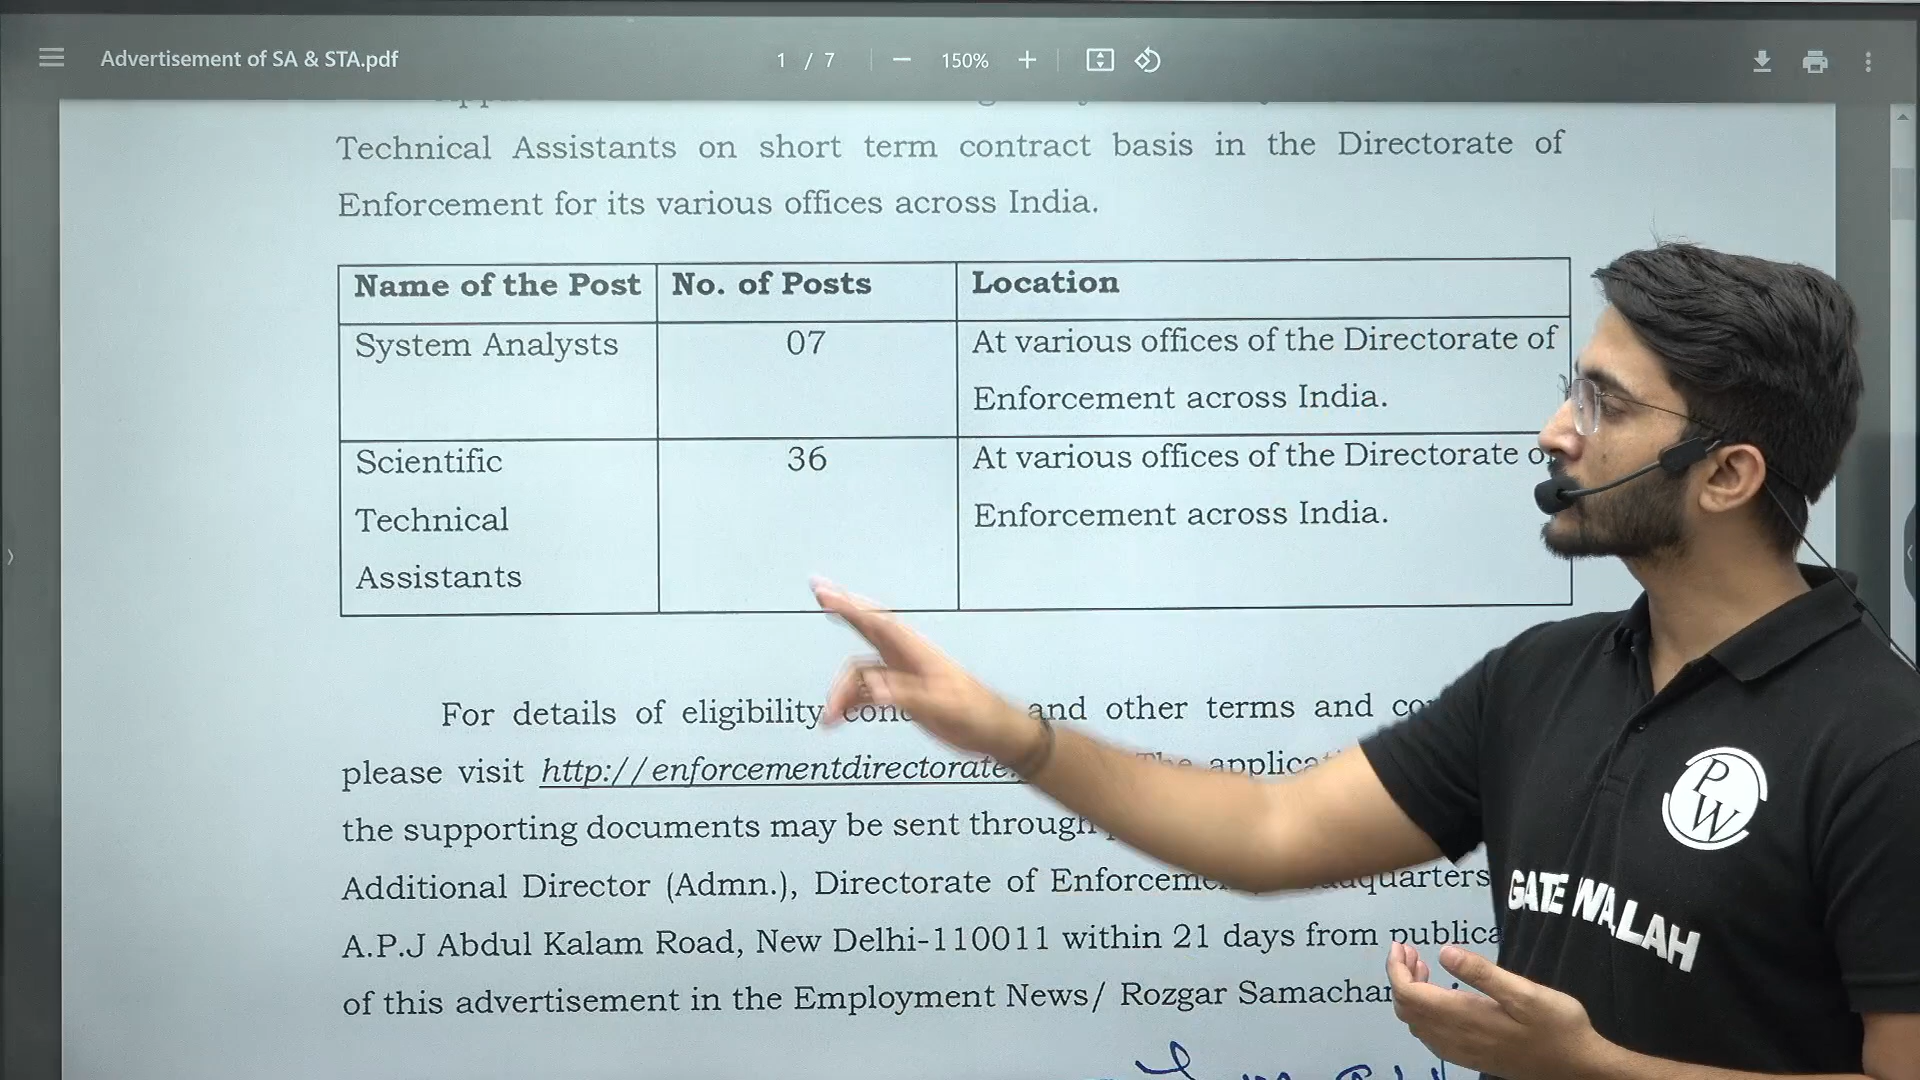 Advertisement of SA & STA.pdf
1 / 7
150%
Technical Assistants on short term contract basis in the Directorate of
Enforcement for its various offices across India.
Name of the Post No. of Posts Location
System Analysts 07 At various offices of the Directorate of
Enforcement across India.
Scientific 36 At various offices of the Directorate
Technical Enforcement across India.
Assistants
For details of eligibility and other terms and
please visit http://enforcementdirectorate.
the supporting documents may be sent through
Additional Director (Admn.), Directorate of
A.P.J Abdul Kalam Road, New Delhi-110011 within 21 days from
of this advertisement in the Employment News/ Rozgar Samachar
PW
GATE WALLAH